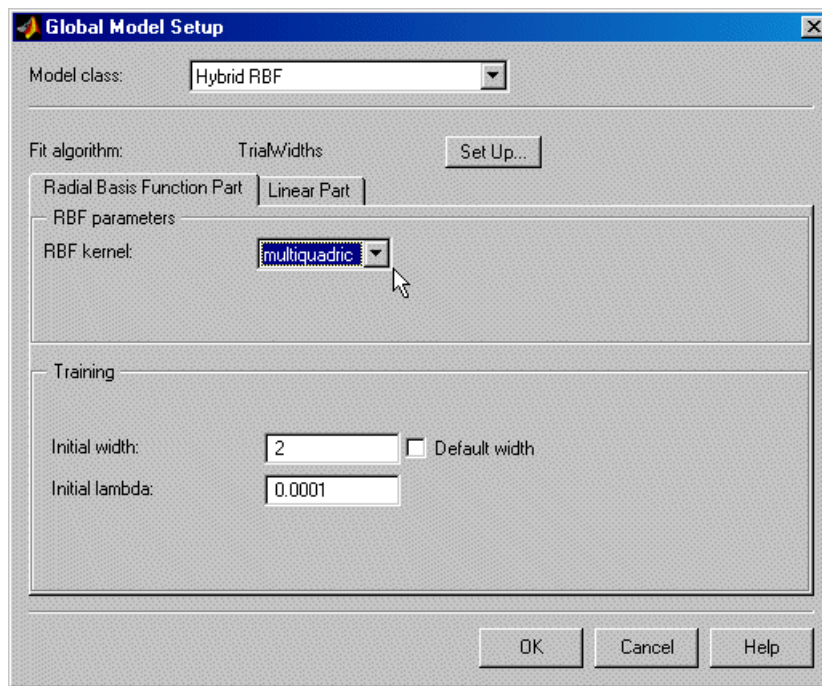 Global Model Setup
Model class: Hybrid RBF
Fit algorithm: TrialWidths Set Up...
Radial Basis Function Part Linear Part
RBF parameters
RBF kernel: multiquadric
Training
Initial width: 2 Default width
Initial lambda: 0.0001
OK Cancel Help